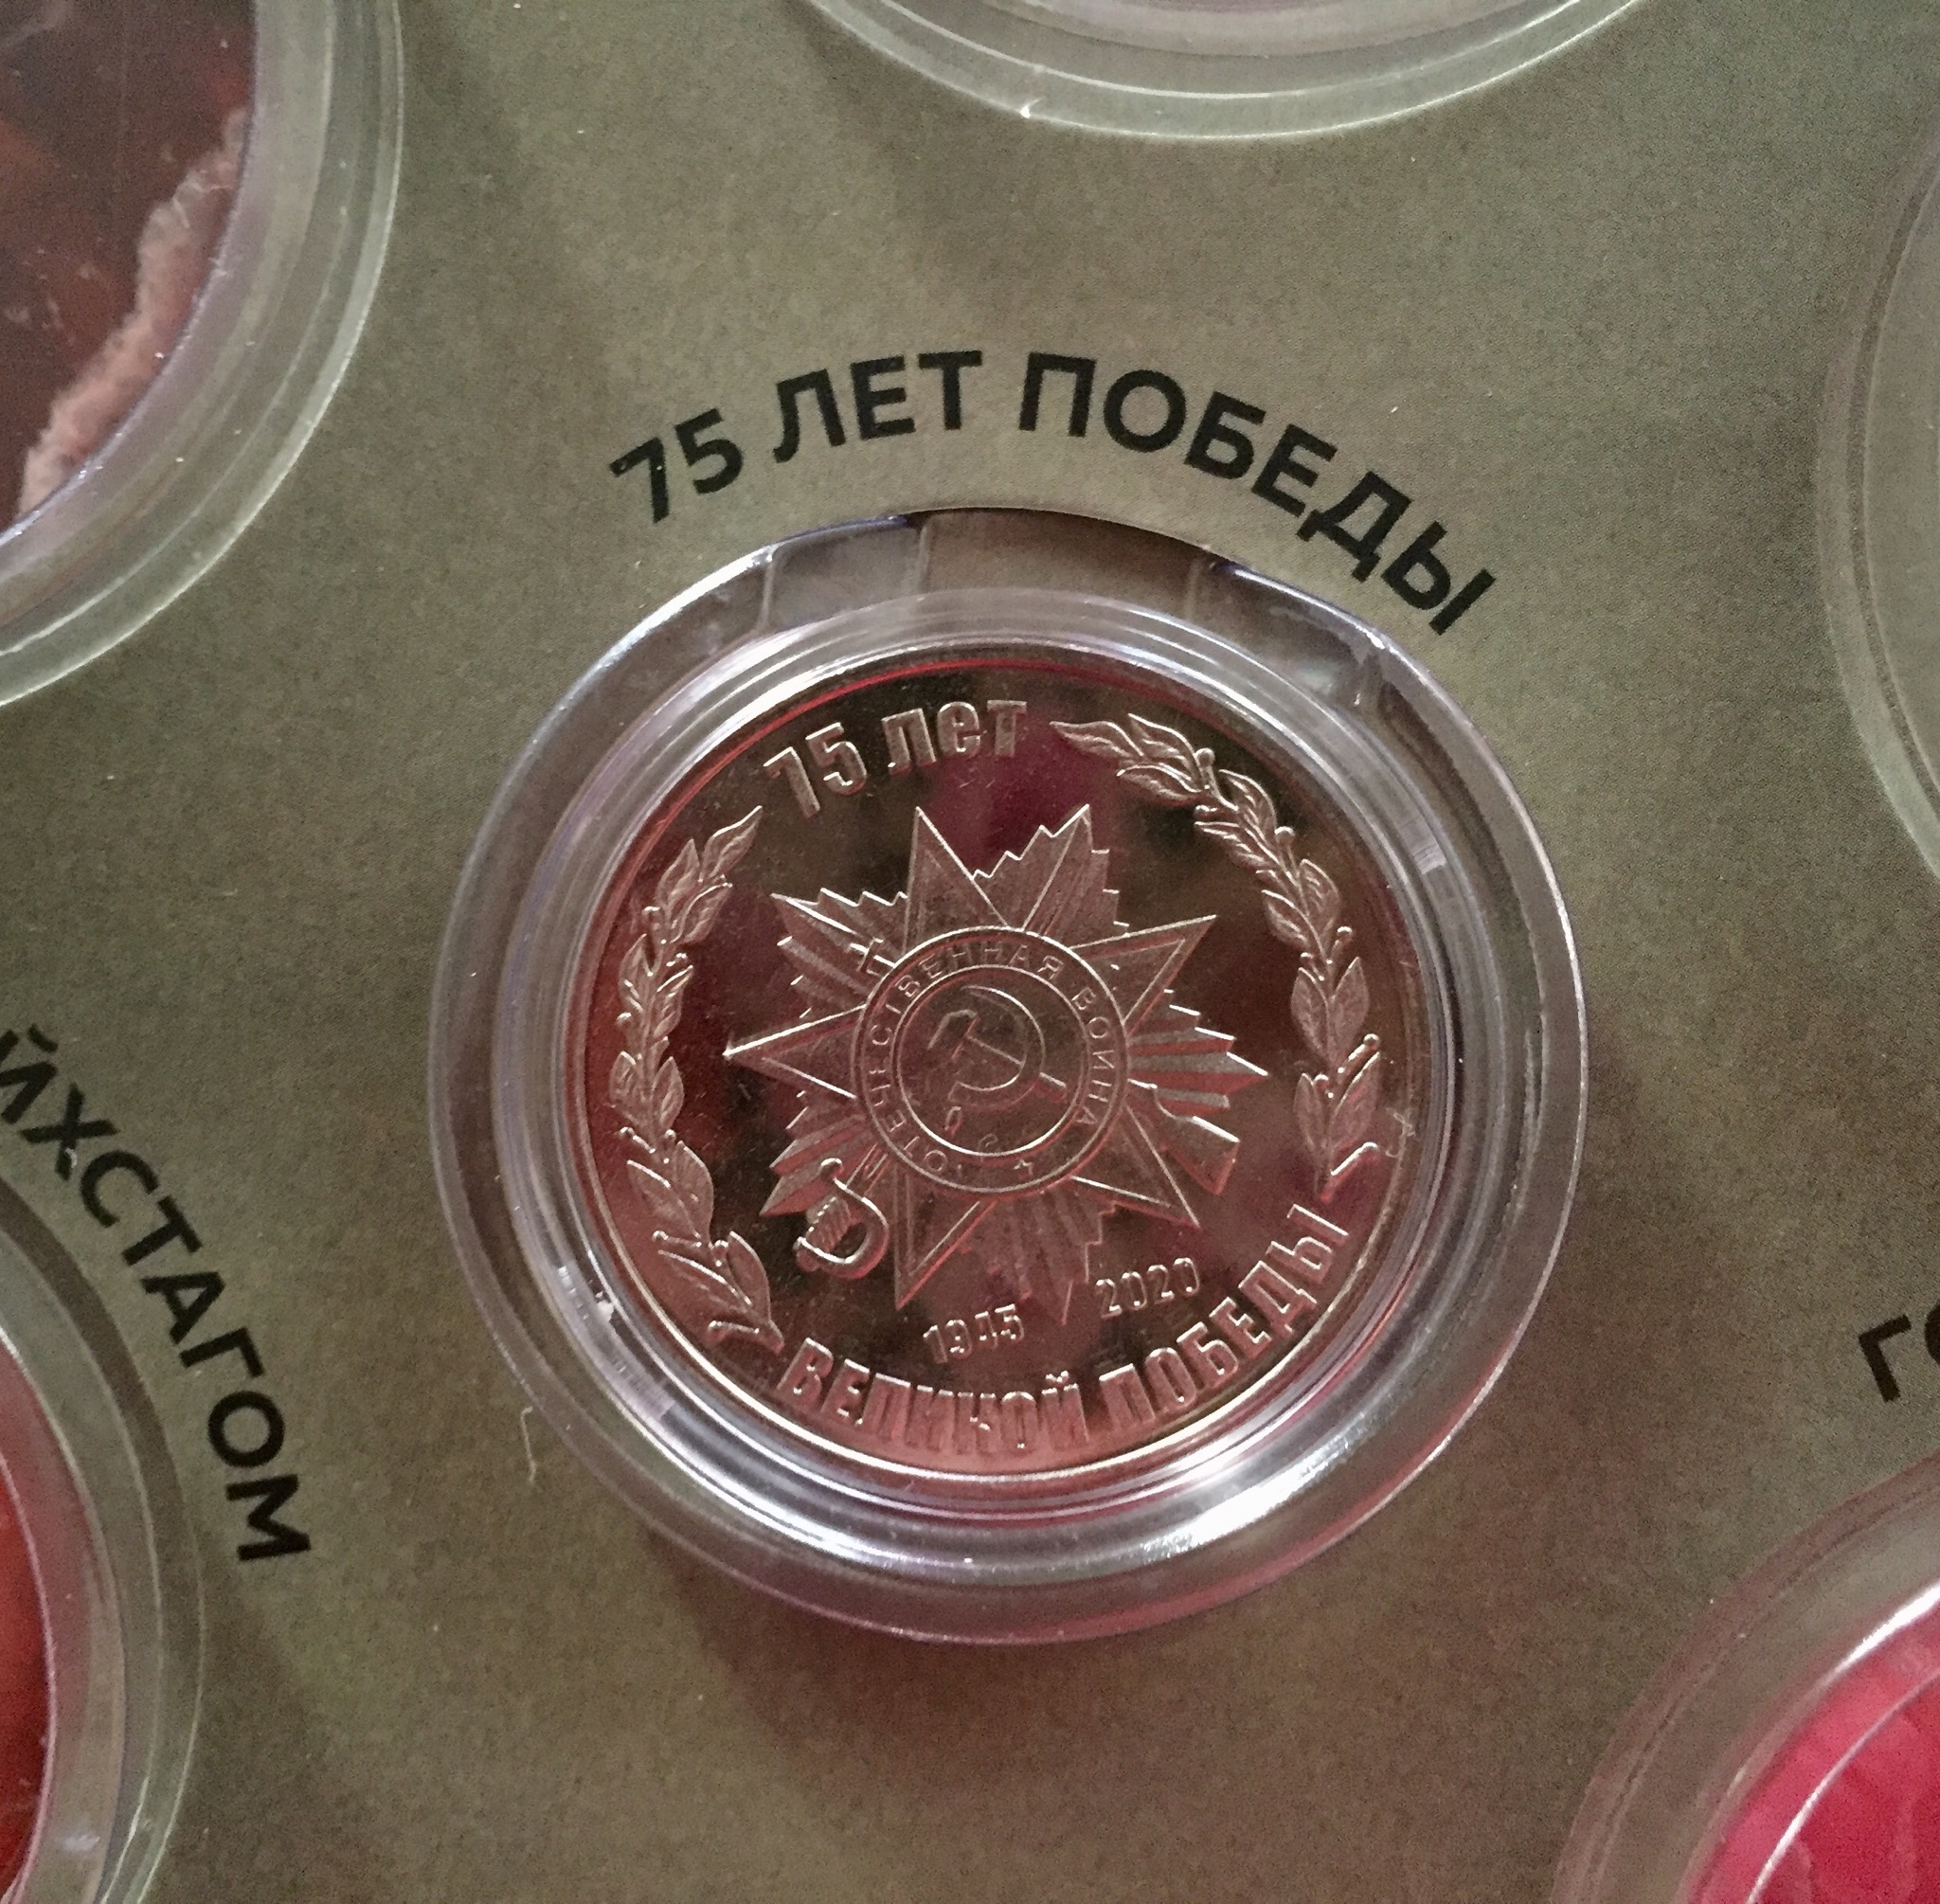 75 ЛЕТ ПОБЕДЫ
75 лет
ОТЕЧЕСТВЕННАЯ ВОЙНА
1945 2020
ВЕЛИКОЙ ПОБЕДЫ
ЙХСТАГОМ